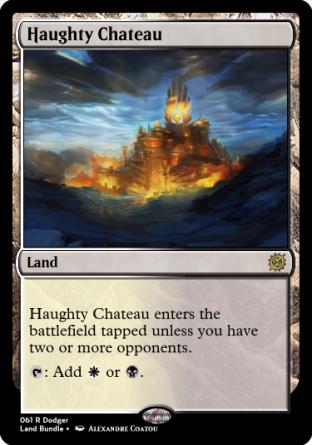 Haughty Chateau
Land
Haughty Chateau enters the
battlefield tapped unless you have
two or more opponents.
: Add or .
061 R Dodger
Land Bundle • Alexandre Coatou